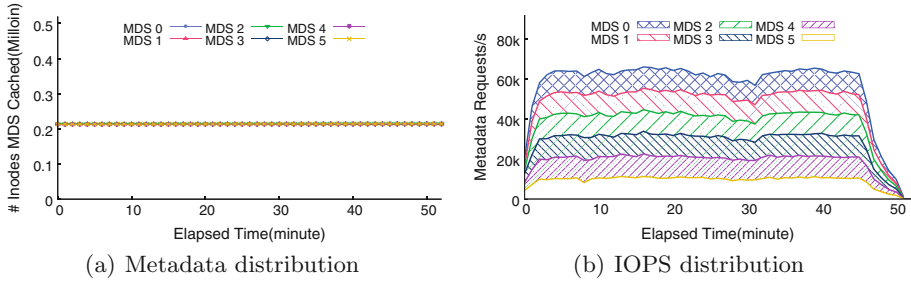 MDS 0 MDS 2 MDS 4
MDS 1 MDS 3 MDS 5
# Inodes MDS Cached(Milloin)
0.5
0.4
0.3
0.2
0.1
0
0 10 20 30 40 50
Elapsed Time(minute)
(a) Metadata distribution
MDS 0 MDS 2 MDS 4
MDS 1 MDS 3 MDS 5
Metadata Requests/s
80k
60k
40k
20k
0
0 10 20 30 40 50
Elapsed Time(minute)
(b) IOPS distribution